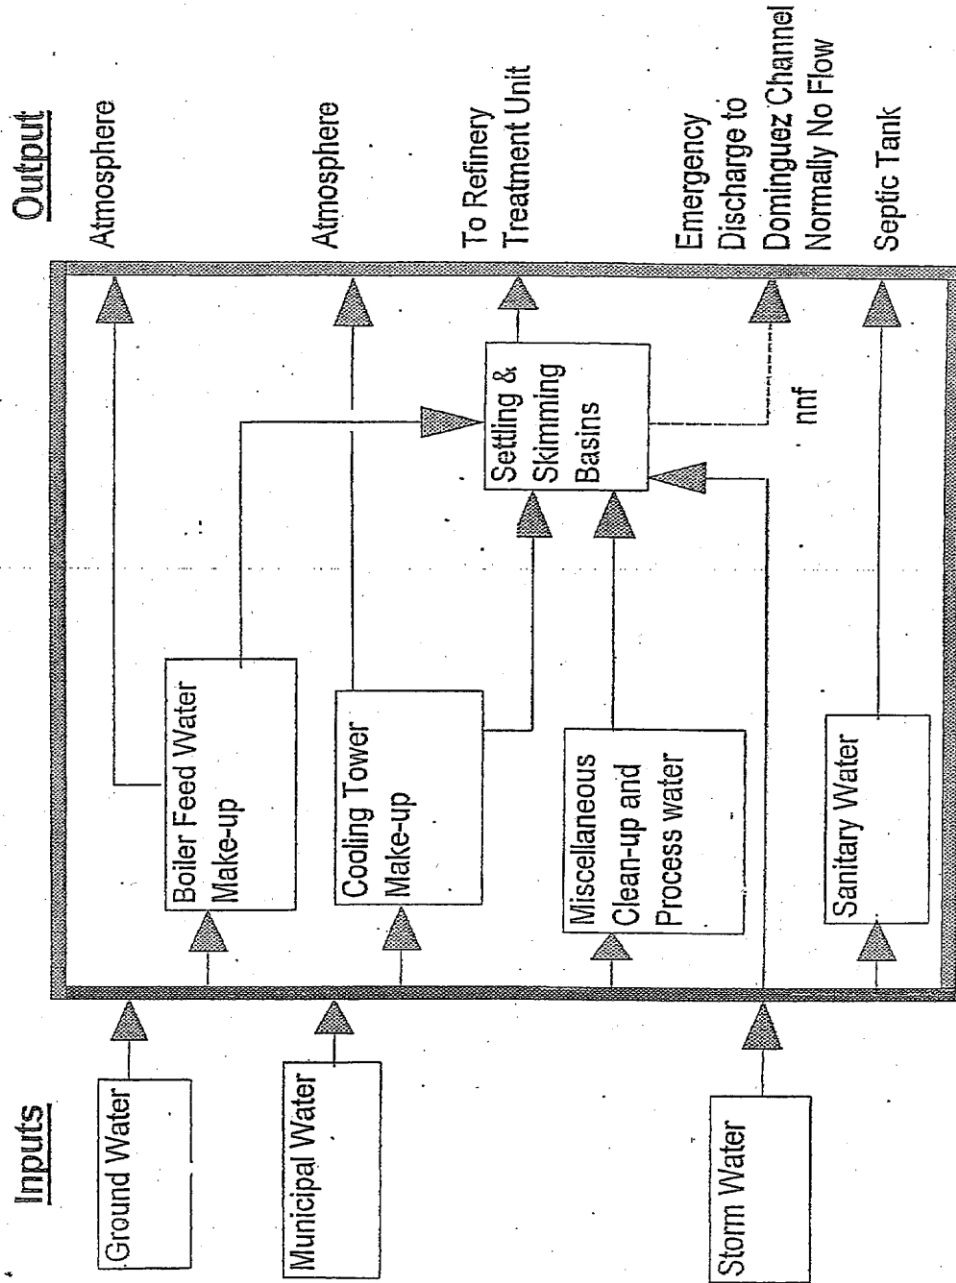 Inputs
Output
Ground Water
Municipal Water
Storm Water
Boiler Feed Water
Make-up
Cooling Tower
Make-up
Miscellaneous
Clean-up and
Process water
Sanitary Water
Settling &
Skimming
Basins
nnf
Atmosphere
Atmosphere
To Refinery
Treatment Unit
Emergency
Discharge to
Dominguez Channel
Normally No Flow
Septic Tank